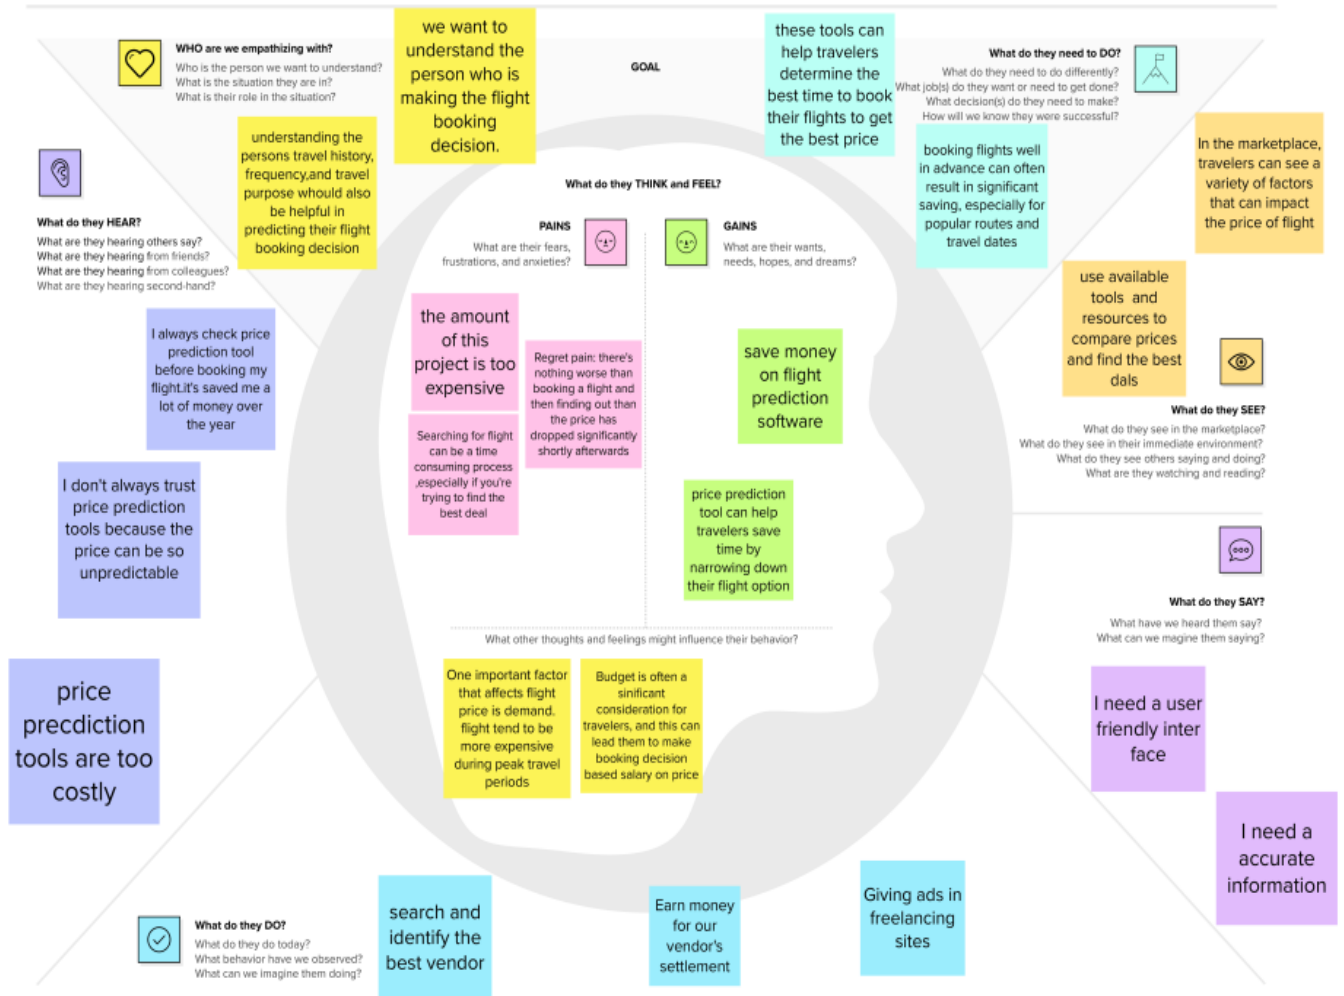 WHO are we empathizing with?
Who is the person we want to understand?
What is the situation they are in?
What is their role in the situation?
we want to
understand the
person who is
making the flight
booking
decision.
understanding the
persons travel history,
frequency,and travel
purpose whould also
be helpful in
predicting their flight
booking decision
GOAL
these tools can
help travelers
determine the
best time to book
their flights to get
the best price
What do they need to DO?
What do they need to do differently?
What job(s) do they want or need to get done?
What decision(s) do they need to make?
How will we know they were successful?
booking flights well
in advance can often
result in significant
saving, especially for
popular routes and
travel dates
In the marketplace,
travelers can see a
variety of factors
that can impact
the price of flight
use available
tools and
resources to
compare prices
and find the best
dals
What do they SEE?
What do they see in the marketplace?
What do they see in their immediate environment?
What do they see others saying and doing?
What are they watching and reading?
What do they HEAR?
What are they hearing others say?
What are they hearing from friends?
What are they hearing from colleagues?
What are they hearing second-hand?
I always check price
prediction tool
before booking my
flight.it's saved me a
lot of money over
the year
I don't always trust
price prediction
tools because the
price can be so
unpredictable
price
precdiction
tools are too
costly
What do they THINK and FEEL?
PAINS
What are their fears,
frustrations, and anxieties?
the amount
of this
project is too
expensive
Regret pain: there's
nothing worse than
booking a flight and
then finding out than
the price has
dropped significantly
shortly afterwards
Searching for flight
can be a time
consuming process
,especially if you're
trying to find the
best deal
GAINS
What are their wants,
needs, hopes, and dreams?
save money
on flight
prediction
software
price prediction
tool can help
travelers save
time by
narrowing down
their flight option
What other thoughts and feelings might influence their behavior?
One important factor
that affects flight
price is demand.
flight tend to be
more expensive
during peak travel
periods
Budget is often a
sinificant
consideration for
travelers, and this can
lead them to make
booking decision
based salary on price
What do they SAY?
What have we heard them say?
What can we magine them saying?
I need a user
friendly inter
face
I need a
accurate
information
What do they DO?
What do they do today?
What behavior have we observed?
What can we imagine them doing?
search and
identify the
best vendor
Earn money
for our
vendor's
settlement
Giving ads in
freelancing
sites